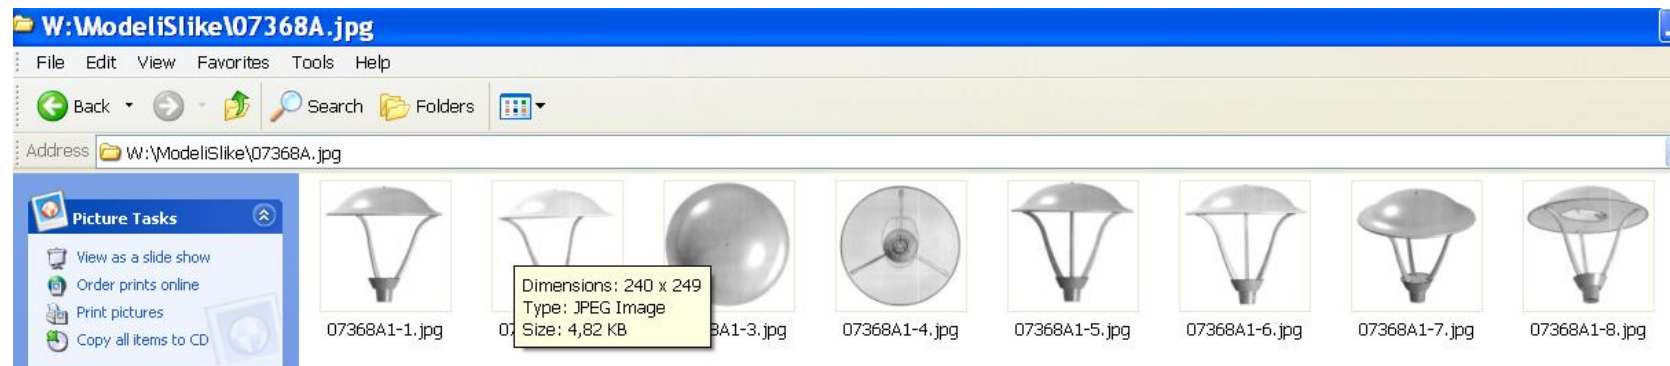 W:\ModeliSlike\07368A.jpg
File Edit View Favorites Tools Help
Back Search Folders
Address W:\ModeliSlike\07368A.jpg
Picture Tasks
View as a slide show
Order prints online
Print pictures
Copy all items to CD
Dimensions: 240 x 249
Type: JPEG Image
Size: 4,82 KB
07368A1-1.jpg 07 8A1-3.jpg 07368A1-4.jpg 07368A1-5.jpg 07368A1-6.jpg 07368A1-7.jpg 07368A1-8.jpg